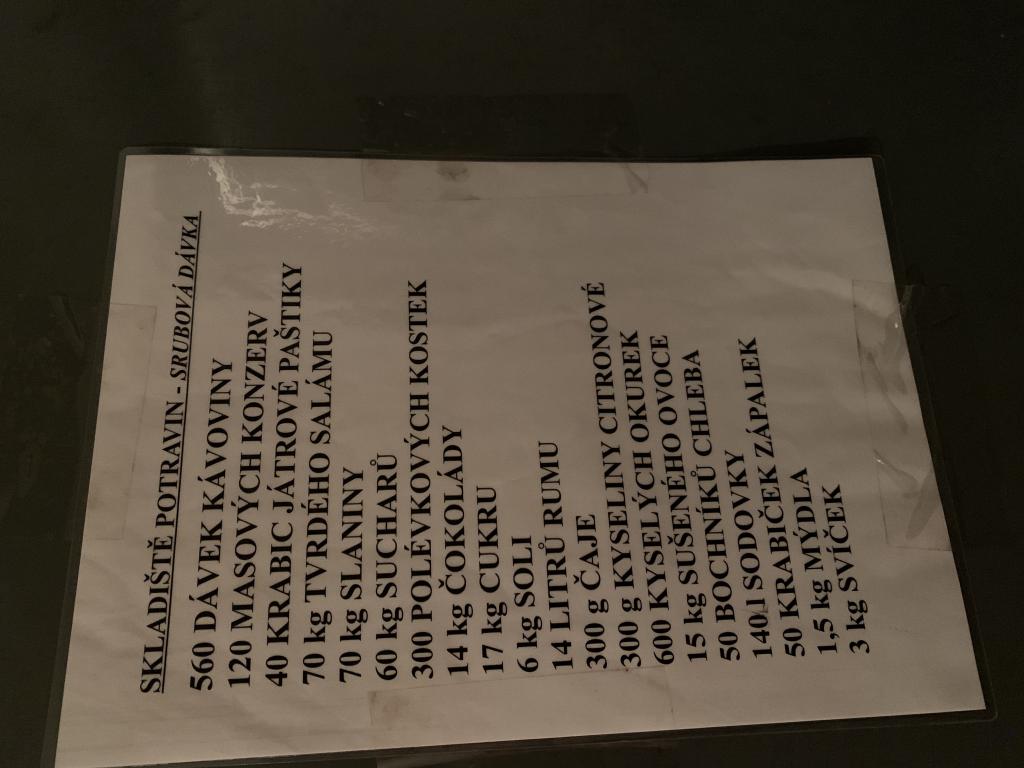 SKLADIŠTĚ POTRAVIN - SRUBOVÁ DÁVKA
560 DÁVEK KÁVOVINY
120 MASOVÝCH KONZERV
40 KRABIC JÁTROVÉ PAŠTIKY
70 kg TVRDÉHO SALÁMU
70 kg SLANINY
60 kg SUCHARŮ
300 POLÉVKOVÝCH KOSTEK
14 kg ČOKOLÁDY
17 kg CUKRU
6 kg SOLI
14 LITRŮ RUMU
300 g ČAJE
300 g KYSELINY CITRONOVÉ
600 KYSELÝCH OKUREK
15 kg SUŠENÉHO OVOCE
50 BOCHNÍKŮ CHLEBA
140 l SODOVKY
50 KRABIČEK ZÁPALEK
1,5 kg MÝDLA
3 kg SVÍČEK